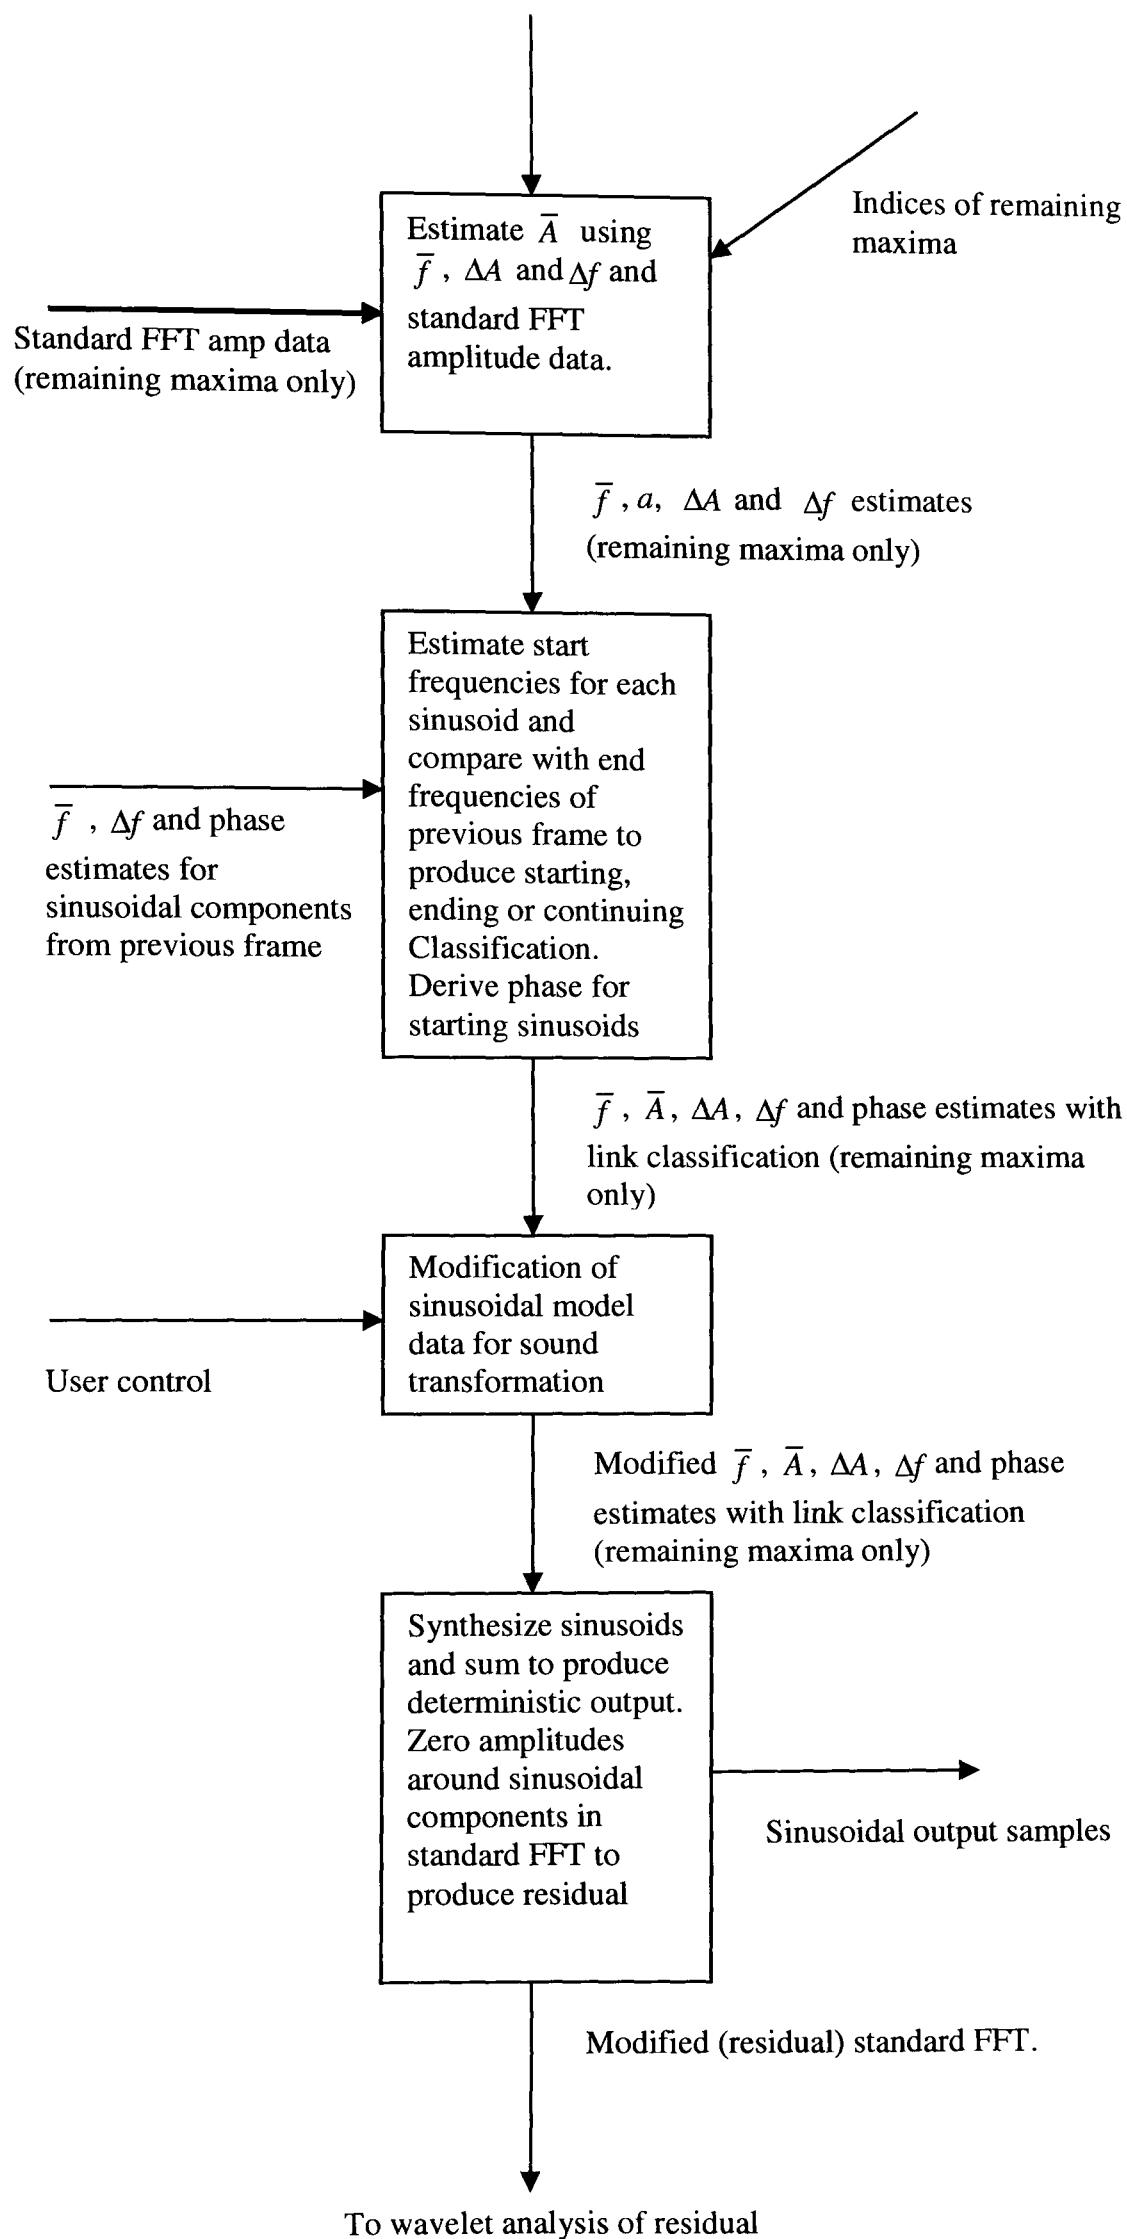 Indices of remaining
maxima
Estimate A̅ using
f̅ , ΔA and Δf and
standard FFT
amplitude data.
Standard FFT amp data
(remaining maxima only)
f̅ , a, ΔA and Δf estimates
(remaining maxima only)
Estimate start
frequencies for each
sinusoid and
compare with end
frequencies of
previous frame to
produce starting,
ending or continuing
Classification.
Derive phase for
starting sinusoids
f̅ , Δf and phase
estimates for
sinusoidal components
from previous frame
f̅ , A̅, ΔA, Δf and phase estimates with
link classification (remaining maxima
only)
Modification of
sinusoidal model
data for sound
transformation
User control
Modified f̅ , A̅, ΔA, Δf and phase
estimates with link classification
(remaining maxima only)
Synthesize sinusoids
and sum to produce
deterministic output.
Zero amplitudes
around sinusoidal
components in
standard FFT to
produce residual
Sinusoidal output samples
Modified (residual) standard FFT.
To wavelet analysis of residual